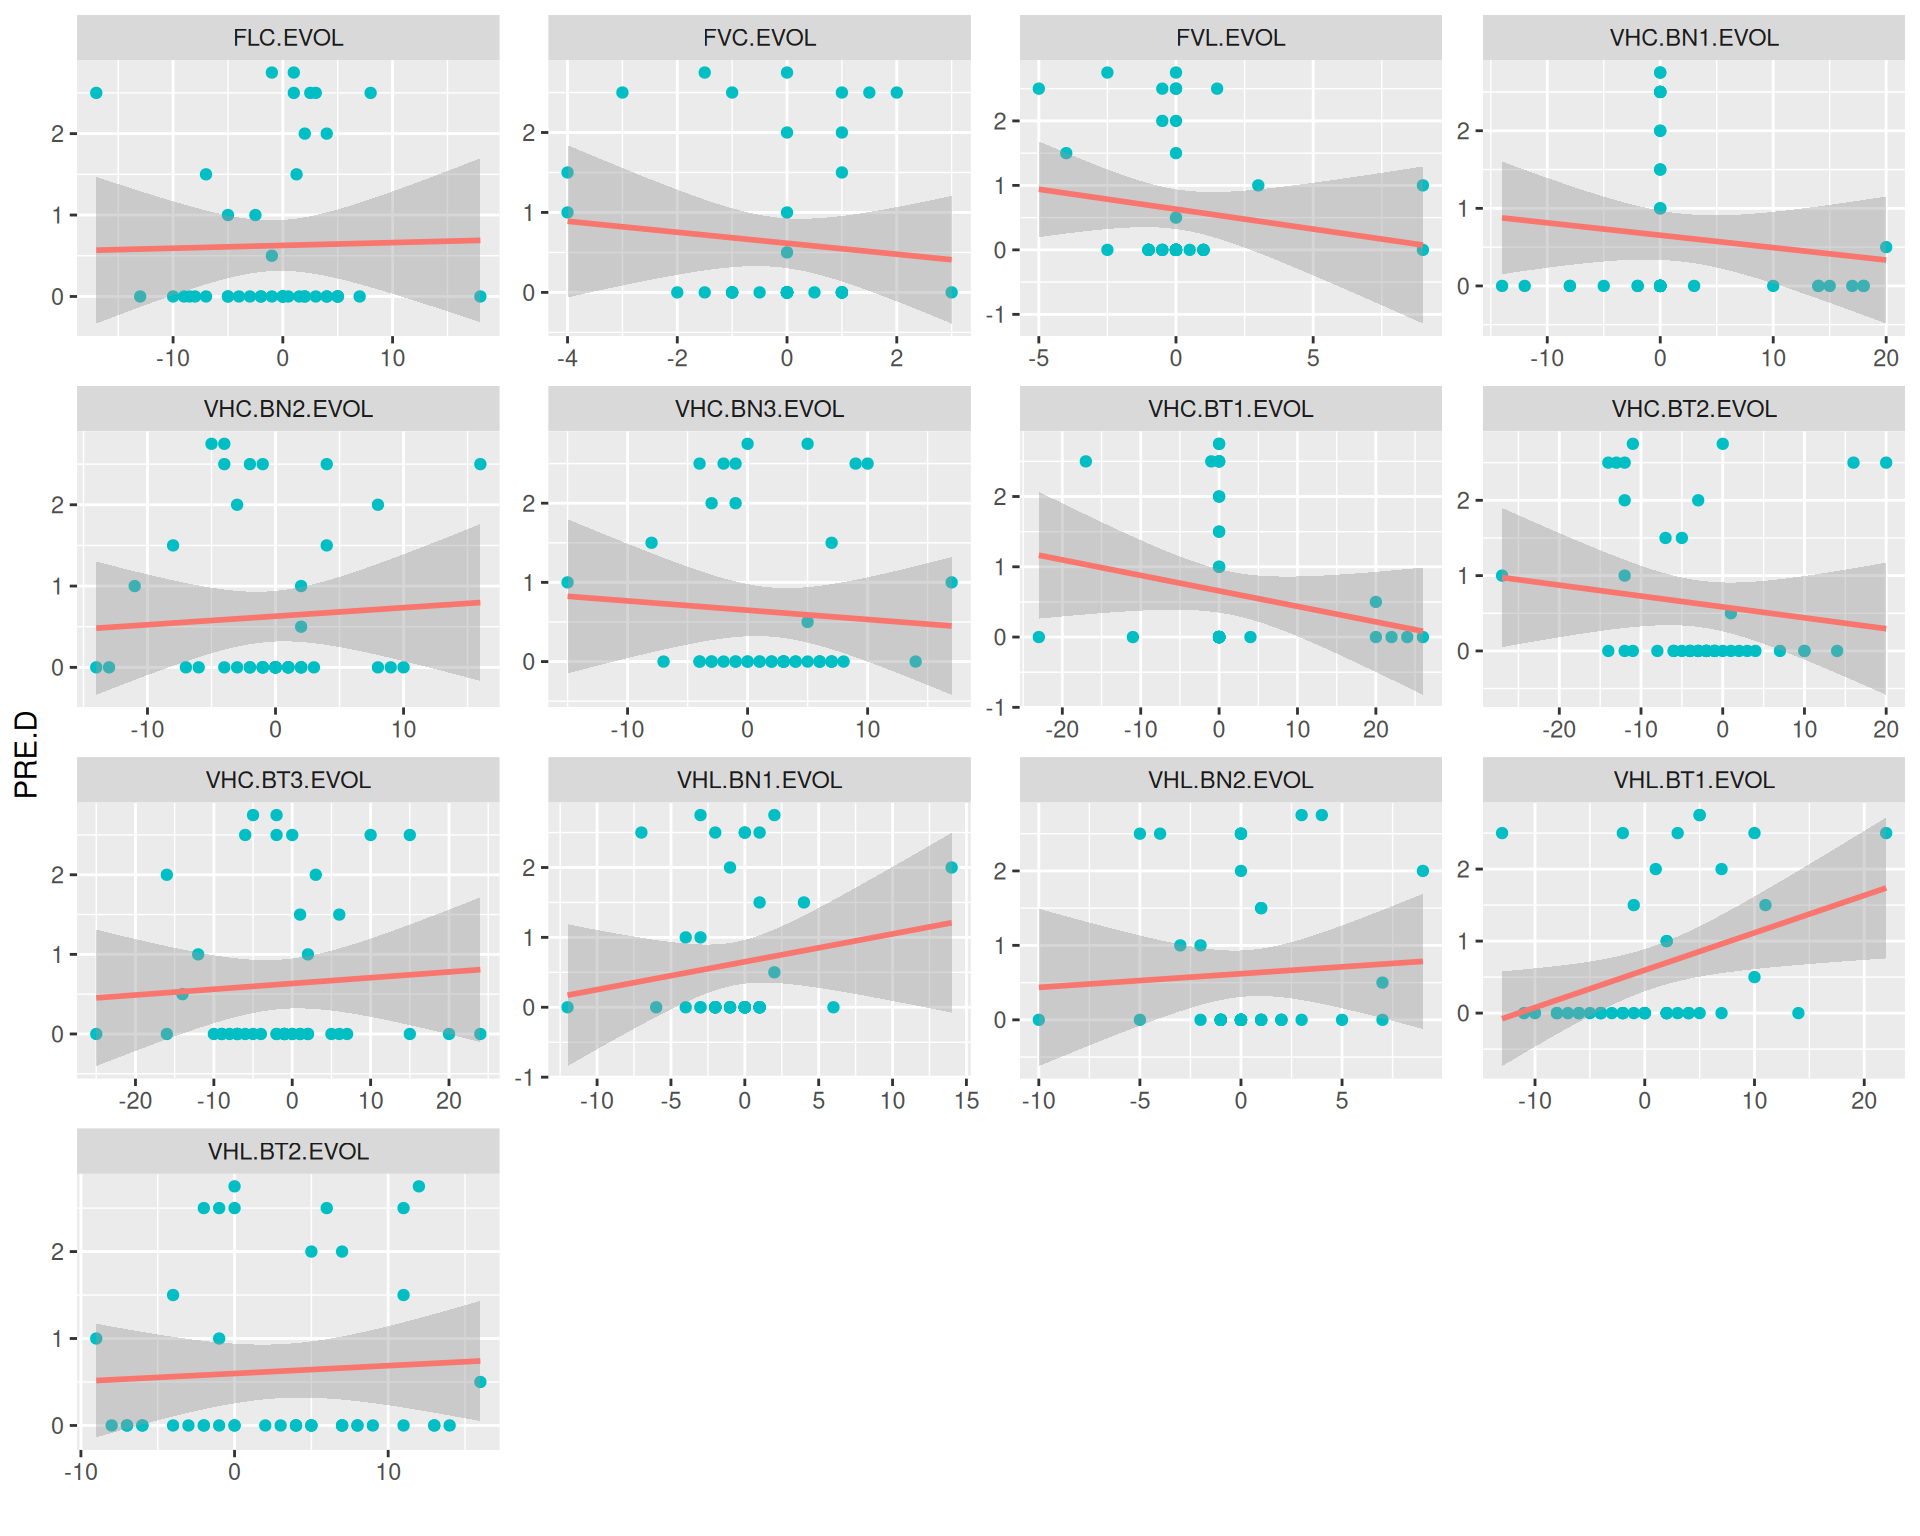 FLC.EVOL FVC.EVOL FVL.EVOL VHC.BN1.EVOL
2 2 2 2
1 1 1 1
0 0 0 0
-1
-10 0 10 -4 -2 0 2 -5 0 5 -10 0 10 20
VHC.BN2.EVOL VHC.BN3.EVOL VHC.BT1.EVOL VHC.BT2.EVOL
2 2 2 2
1 1 1 1
0 0 0 0
-1
-10 0 10 -10 0 10 -20 -10 0 10 20 -20 -10 0 10 20
PRE.D
VHC.BT3.EVOL VHL.BN1.EVOL VHL.BN2.EVOL VHL.BT1.EVOL
2 2 2 2
1 1 1 1
0 0 0 0
-1
-20 -10 0 10 20 -10 -5 0 5 10 15 -10 -5 0 5 -10 0 10 20
VHL.BT2.EVOL
2
1
0
-10 0 10